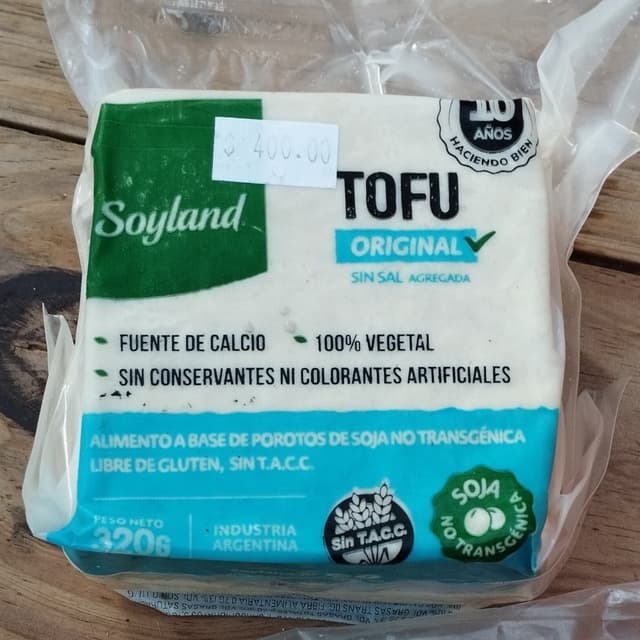 $ 400.00
10
AÑOS
HACIENDO BIEN
Soyland
TOFU
ORIGINAL
SIN SAL AGREGADA
FUENTE DE CALCIO
100% VEGETAL
SIN CONSERVANTES NI COLORANTES ARTIFICIALES
ALIMENTO A BASE DE POROTOS DE SOJA NO TRANSGÉNICA
LIBRE DE GLUTEN, SIN T.A.C.C.
PESO NETO
320G
INDUSTRIA
ARGENTINA
Sin T.A.C.C.
SOJA
NO TRANSGÉNICA